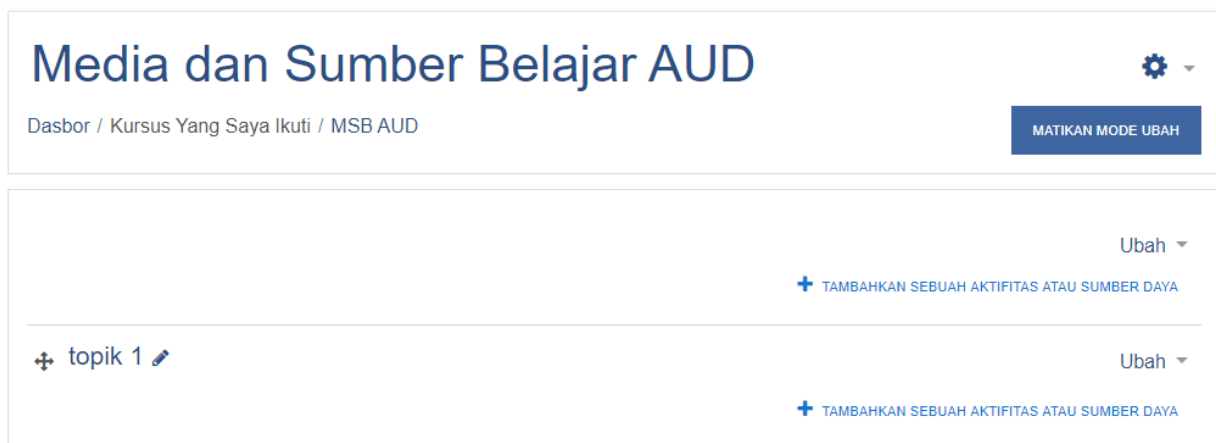 Media dan Sumber Belajar AUD
Dasbor / Kursus Yang Saya Ikuti / MSB AUD
MATIKAN MODE UBAH
Ubah
TAMBAHKAN SEBUAH AKTIFITAS ATAU SUMBER DAYA
topik 1
Ubah
TAMBAHKAN SEBUAH AKTIFITAS ATAU SUMBER DAYA